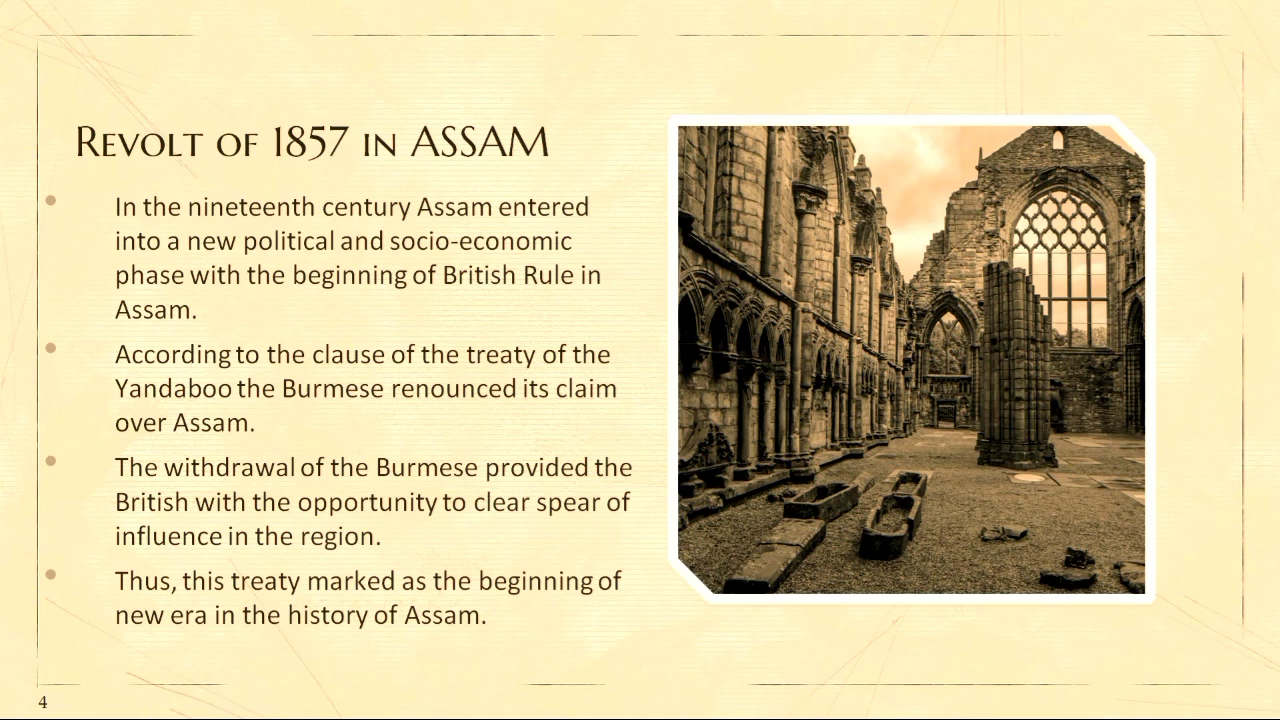 Revolt of 1857 in ASSAM
In the nineteenth century Assam entered
into a new political and socio-economic
phase with the beginning of British Rule in
Assam.
According to the clause of the treaty of the
Yandaboo the Burmese renounced its claim
over Assam.
The withdrawal of the Burmese provided the
British with the opportunity to clear spear of
influence in the region.
Thus, this treaty marked as the beginning of
new era in the history of Assam.
4